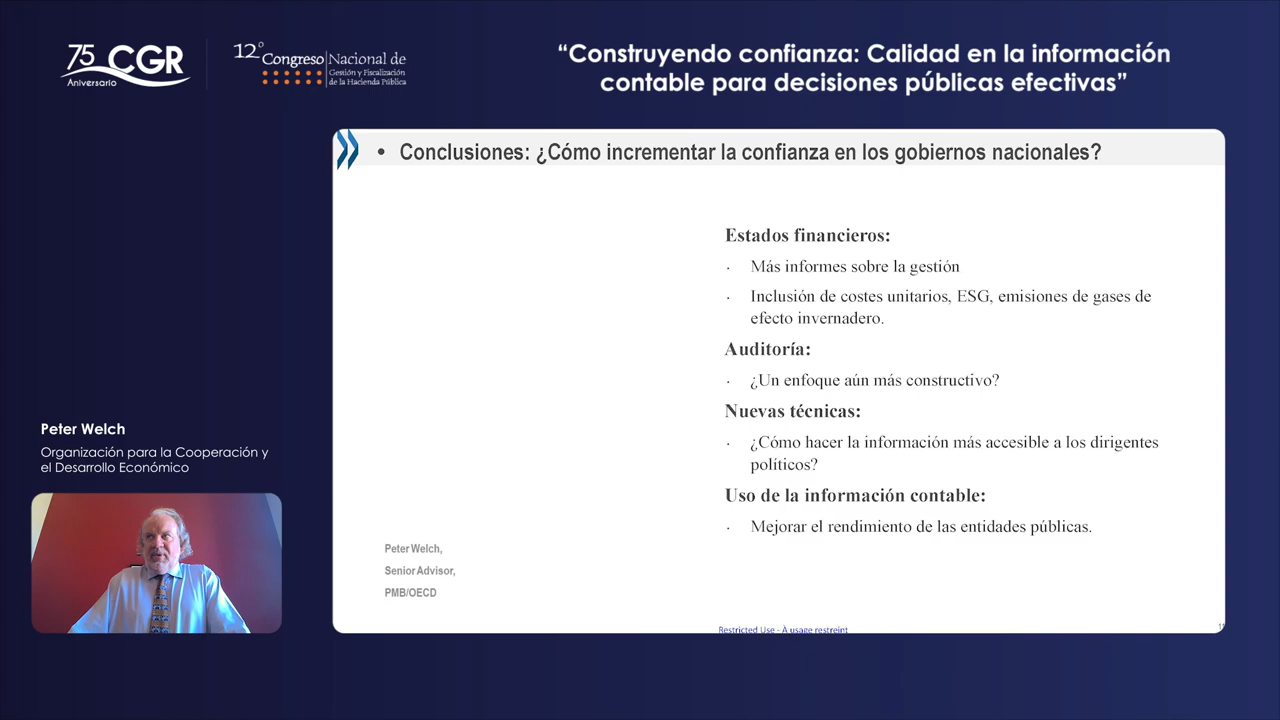 75 CGR
Aniversario
12° Congreso Nacional de
Gestión y Fiscalización
de la Hacienda Pública
“Construyendo confianza: Calidad en la información
contable para decisiones públicas efectivas”
• Conclusiones: ¿Cómo incrementar la confianza en los gobiernos nacionales?
Estados financieros:
· Más informes sobre la gestión
· Inclusión de costes unitarios, ESG, emisiones de gases de
efecto invernadero.
Auditoría:
· ¿Un enfoque aún más constructivo?
Nuevas técnicas:
· ¿Cómo hacer la información más accesible a los dirigentes
políticos?
Uso de la información contable:
· Mejorar el rendimiento de las entidades públicas.
Peter Welch,
Senior Advisor,
PMB/OECD
Restricted Use - À usage restreint
11
Peter Welch
Organización para la Cooperación y
el Desarrollo Económico